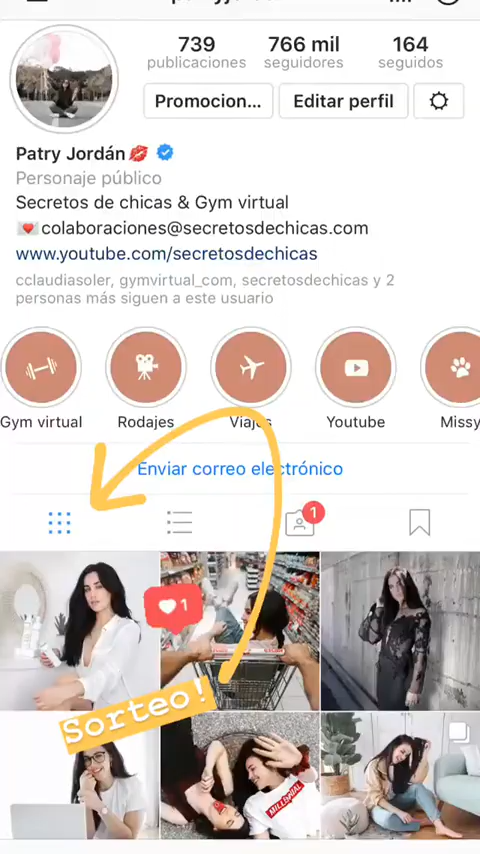 739 766 mil 164
publicaciones seguidores seguidos
Promocion... Editar perfil
Patry Jordán
Personaje público
Secretos de chicas & Gym virtual
colaboraciones@secretosdechicas.com
www.youtube.com/secretosdechicas
cclaudiasoler, gymvirtual_com, secretosdechicas y 2
personas más siguen a este usuario
Gym virtual Rodajes Viajes Youtube Missy
Enviar correo electrónico
1
1
Sorteo!
MILLENNIAL